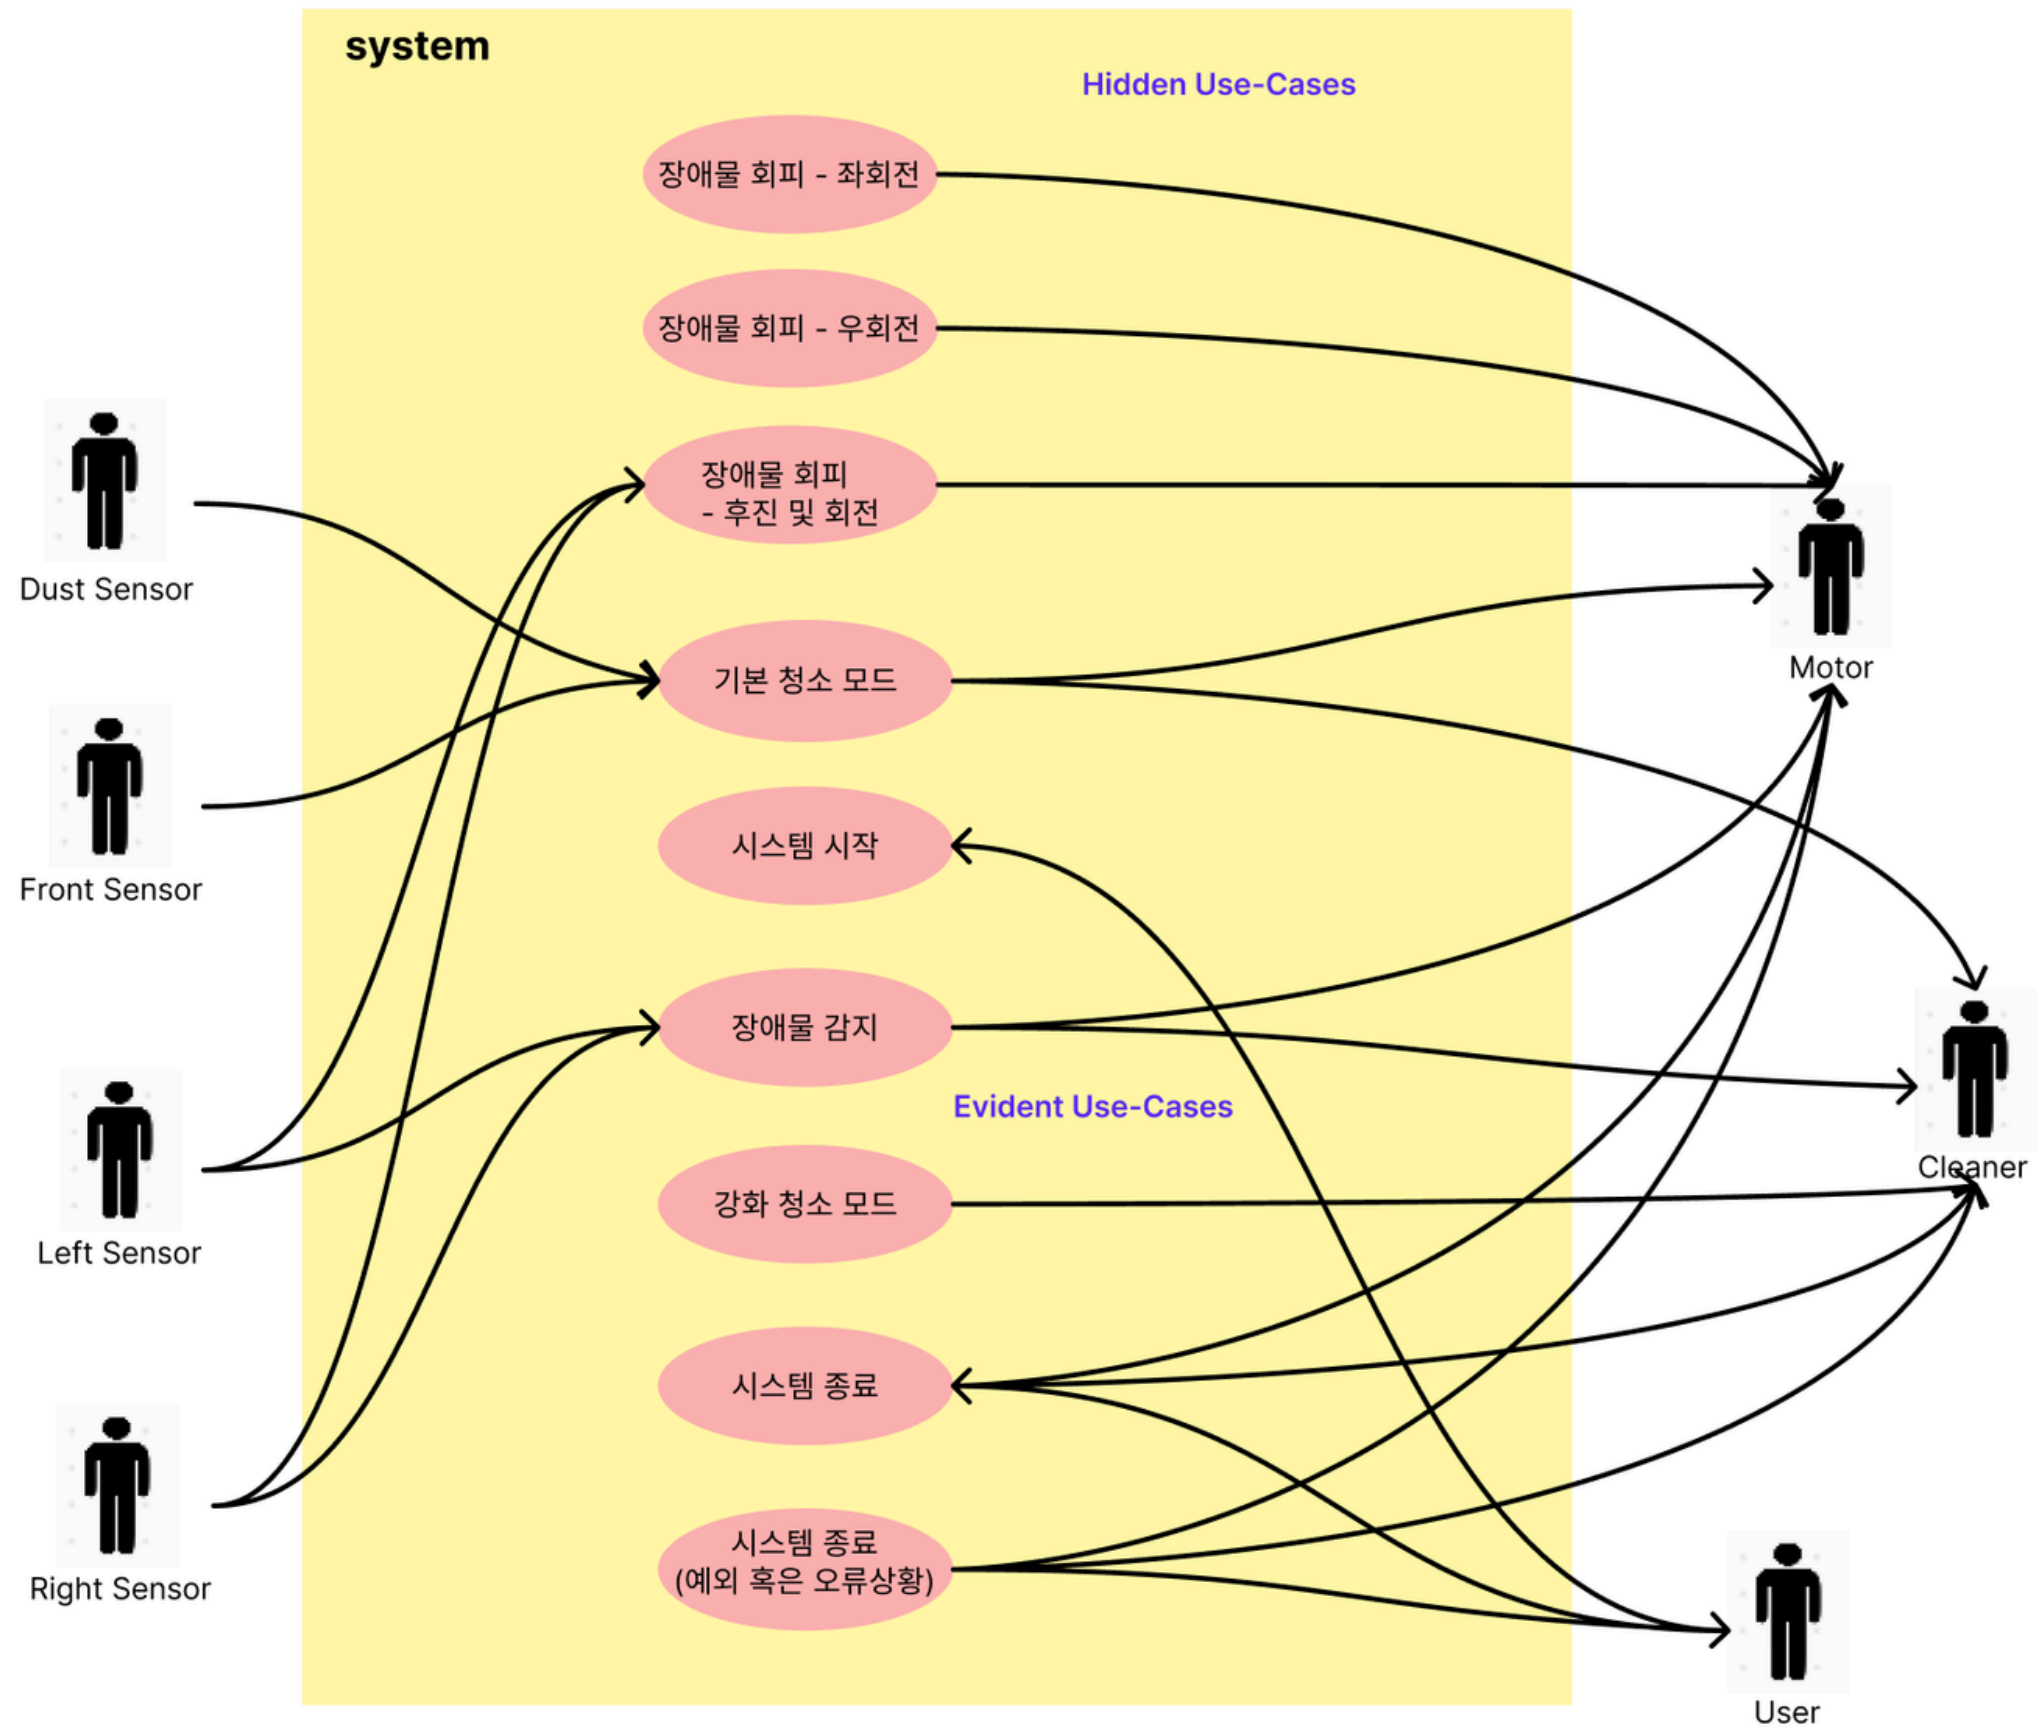 system
Hidden Use-Cases
장애물 회피 - 좌회전
장애물 회피 - 우회전
장애물 회피
- 후진 및 회전
Dust Sensor
기본 청소 모드
Motor
시스템 시작
Front Sensor
장애물 감지
Evident Use-Cases
Cleaner
강화 청소 모드
Left Sensor
시스템 종료
시스템 종료
(예외 혹은 오류상황)
Right Sensor
User